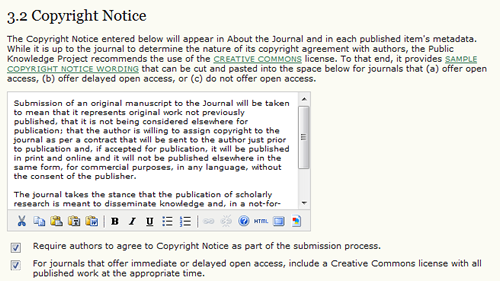 3.2 Copyright Notice
The Copyright Notice entered below will appear in About the Journal and in each published item's metadata.
While it is up to the journal to determine the nature of its copyright agreement with authors, the Public
Knowledge Project recommends the use of the CREATIVE COMMONS license. To that end, it provides SAMPLE
COPYRIGHT NOTICE WORDING that can be cut and pasted into the space below for journals that (a) offer open
access, (b) offer delayed open access, or (c) do not offer open access.
Submission of an original manuscript to the Journal will be taken
to mean that it represents original work not previously
published, that it is not being considered elsewhere for
publication; that the author is willing to assign copyright to the
journal as per a contract that will be sent to the author just prior
to publication and, if accepted for publication, it will be published
in print and online and it will not be published elsewhere in the
same form, for commercial purposes, in any language, without
the consent of the publisher.
The journal takes the stance that the publication of scholarly
research is meant to disseminate knowledge and, in a not-for-
B I U HTML
Require authors to agree to Copyright Notice as part of the submission process.
For journals that offer immediate or delayed open access, include a Creative Commons license with all
published work at the appropriate time.